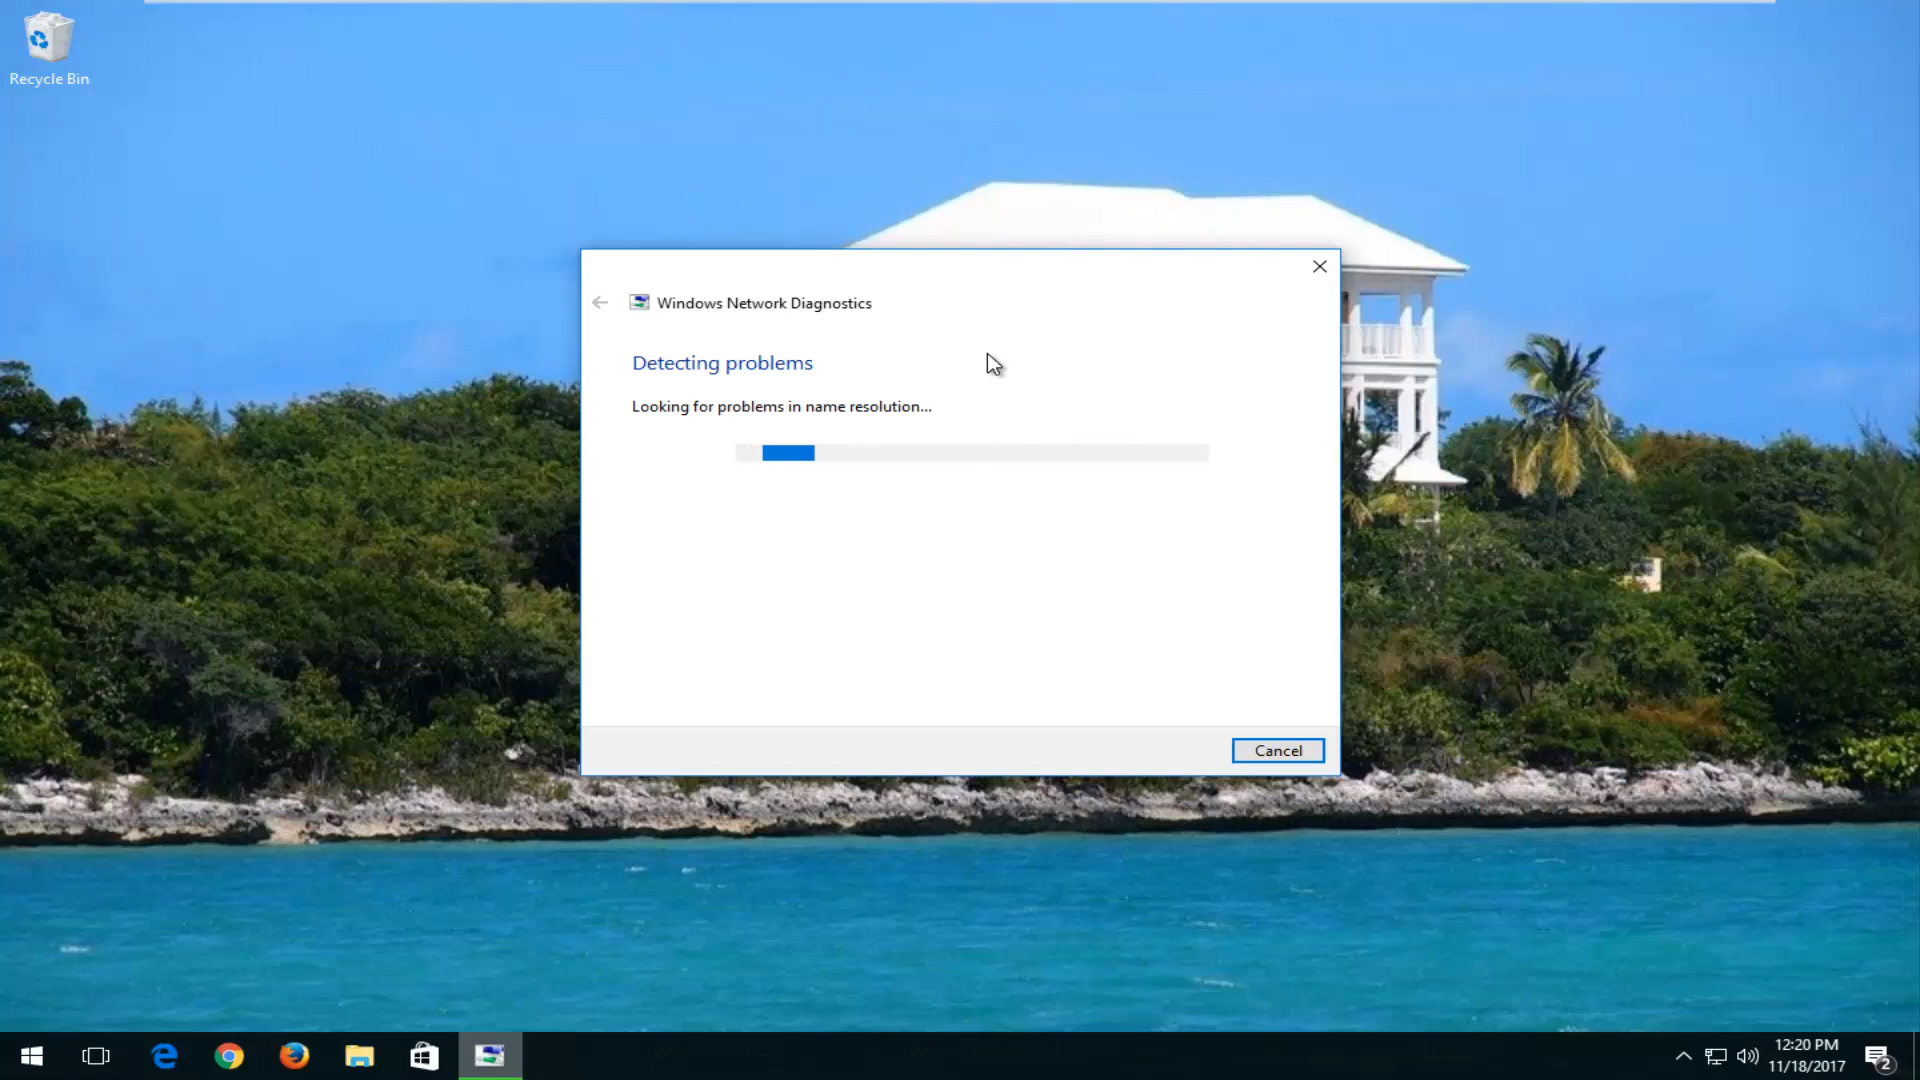 Recycle Bin
Windows Network Diagnostics
Detecting problems
Looking for problems in name resolution...
Cancel
12:20 PM
11/18/2017
2